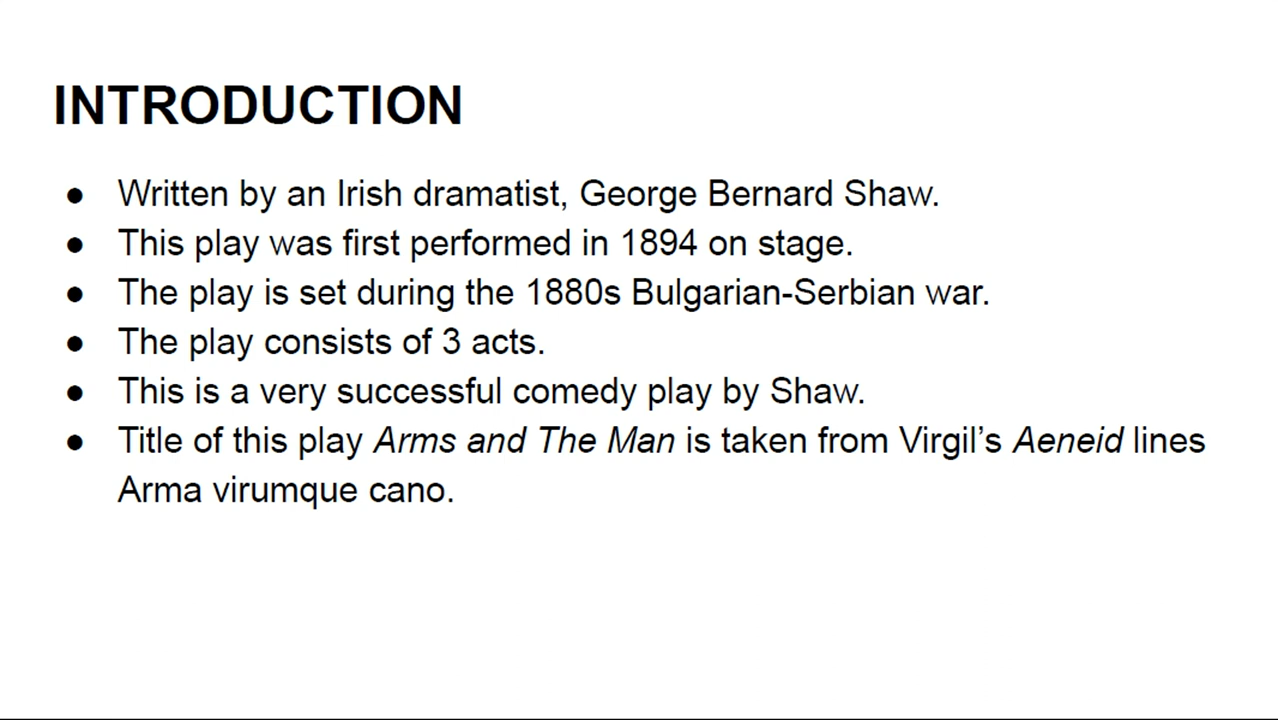 INTRODUCTION
● Written by an Irish dramatist, George Bernard Shaw.
● This play was first performed in 1894 on stage.
● The play is set during the 1880s Bulgarian-Serbian war.
● The play consists of 3 acts.
● This is a very successful comedy play by Shaw.
● Title of this play Arms and The Man is taken from Virgil’s Aeneid lines
Arma virumque cano.